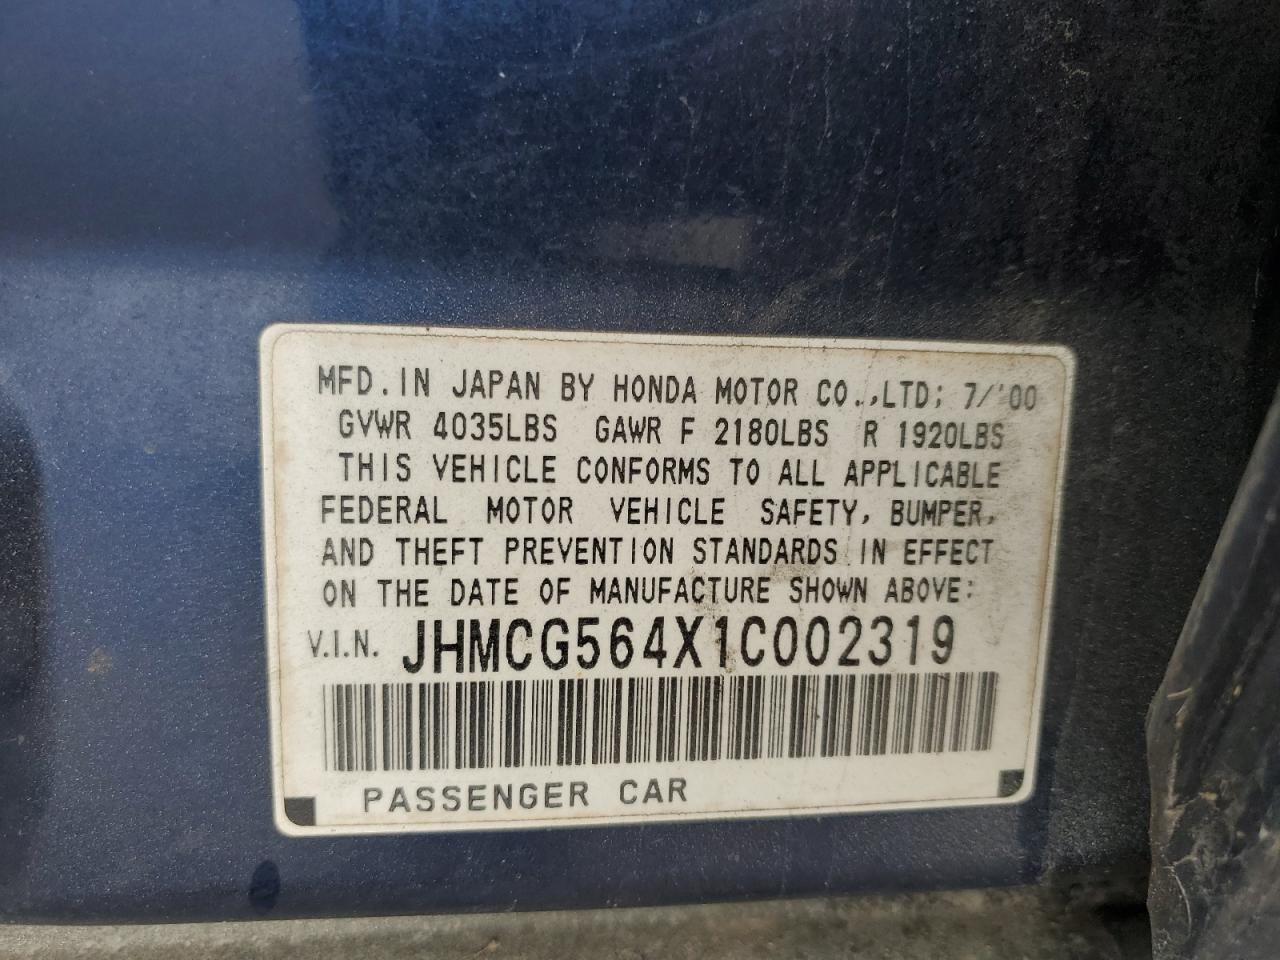 MFD. IN JAPAN BY HONDA MOTOR CO.,LTD; 7/'00
GVWR 4035LBS GAWR F 2180LBS R 1920LBS
THIS VEHICLE CONFORMS TO ALL APPLICABLE
FEDERAL MOTOR VEHICLE SAFETY, BUMPER,
AND THEFT PREVENTION STANDARDS IN EFFECT
ON THE DATE OF MANUFACTURE SHOWN ABOVE:
V.I.N. JHMCG564X1C002319
PASSENGER CAR